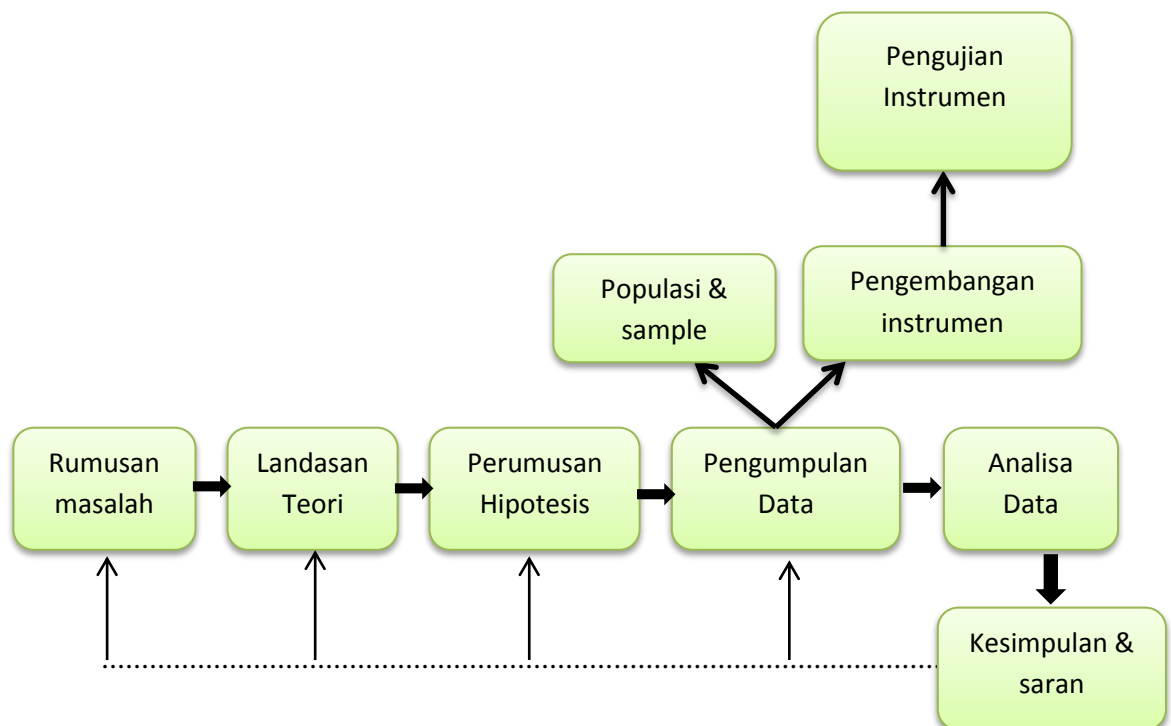 Pengujian
Instrumen
Populasi &
sample
Pengembangan
instrumen
Rumusan
masalah
Landasan
Teori
Perumusan
Hipotesis
Pengumpulan
Data
Analisa
Data
Kesimpulan &
saran